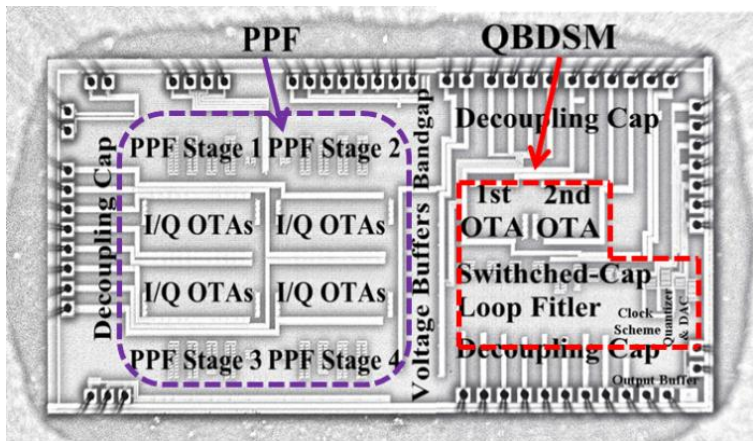 PPF
QBDSM
Decoupling Cap
PPF Stage 1 PPF Stage 2
Decoupling Cap
I/Q OTAs I/Q OTAs
I/Q OTAs I/Q OTAs
PPF Stage 3 PPF Stage 4
Voltage Buffers Bandgap
1st 2nd
OTA OTA
Swithched-Cap
Loop Fitler
Clock
Scheme
Quantizer
& DAC
Decoupling Cap
Output Buffer